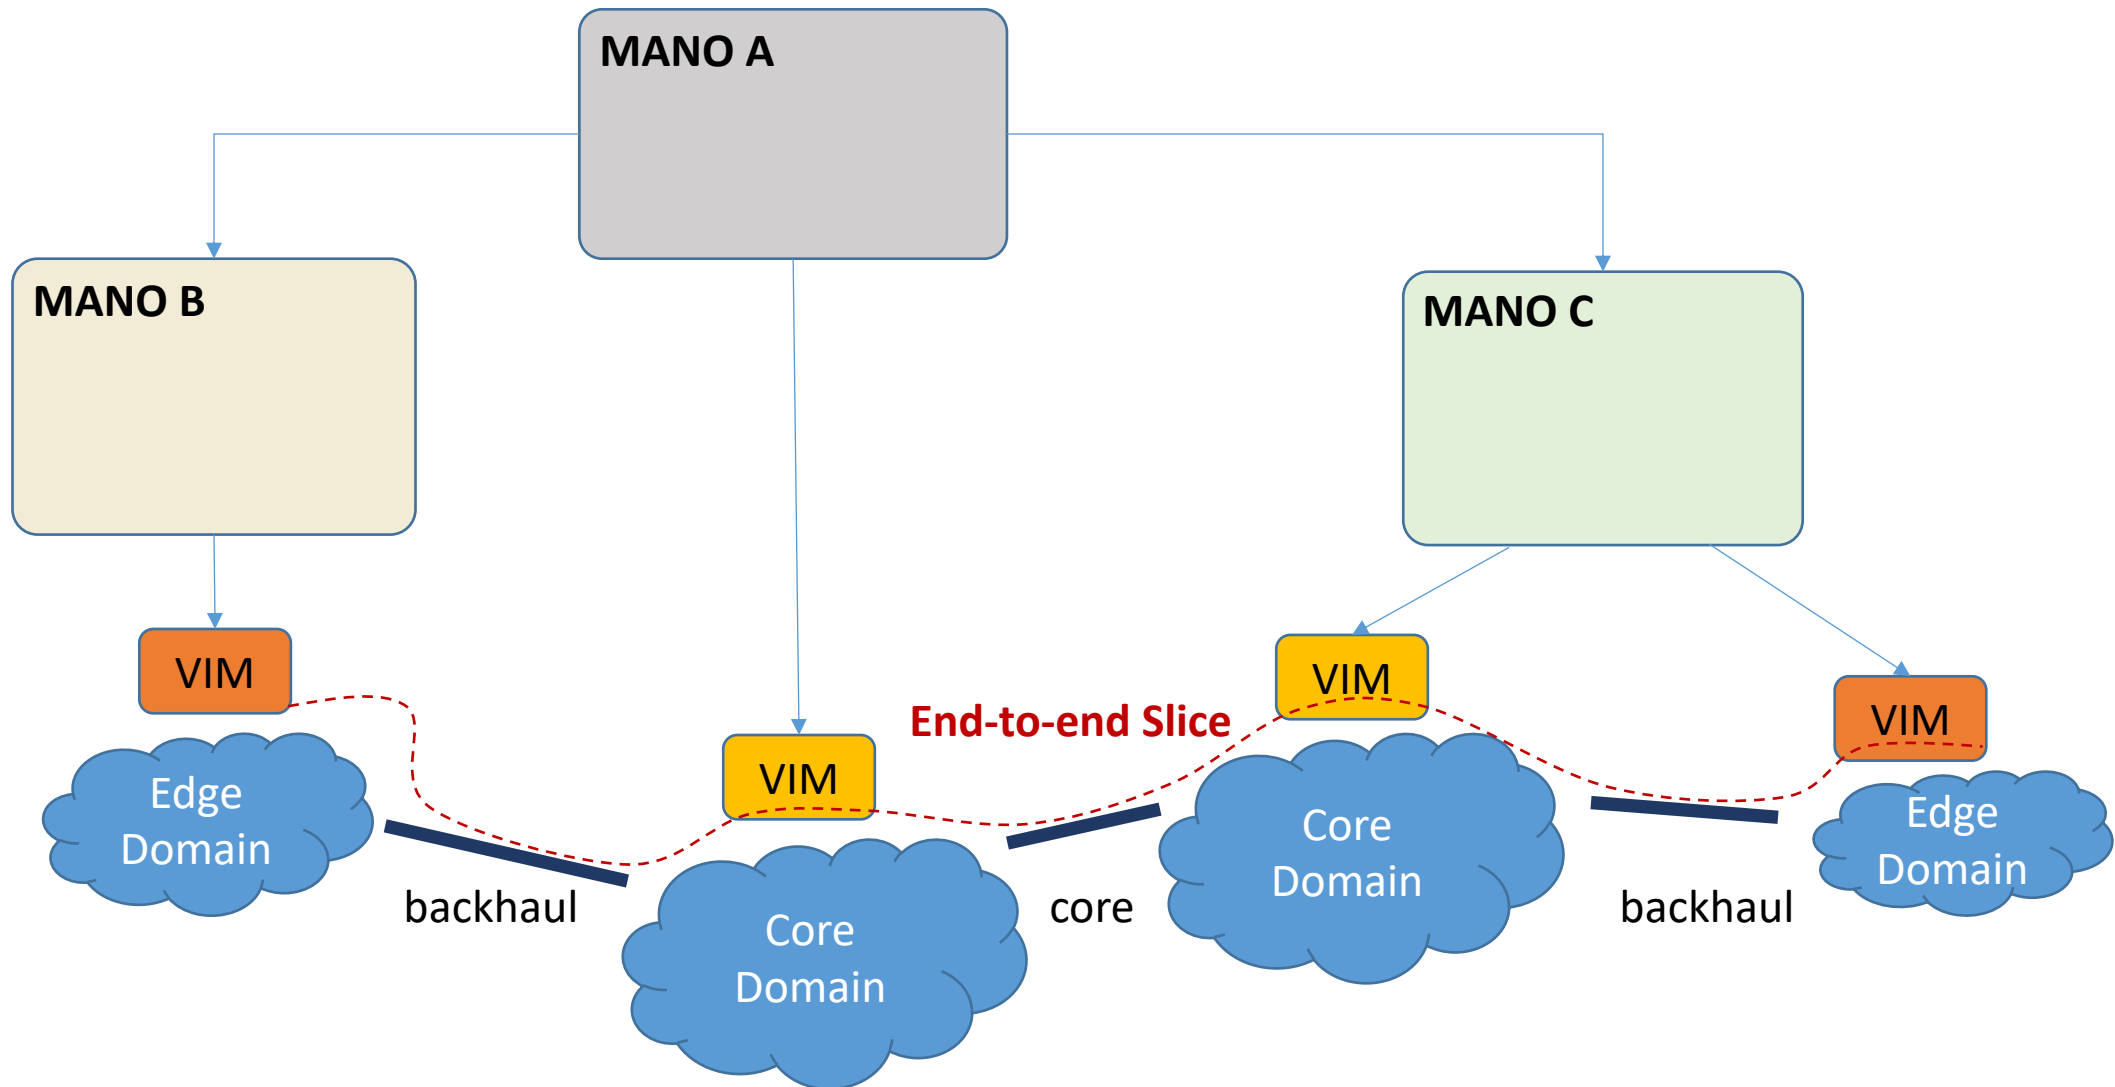 MANO A
MANO B
MANO C
VIM
VIM
End-to-end Slice
VIM
VIM
Edge
Domain
backhaul
Core
Domain
core
Core
Domain
backhaul
Edge
Domain